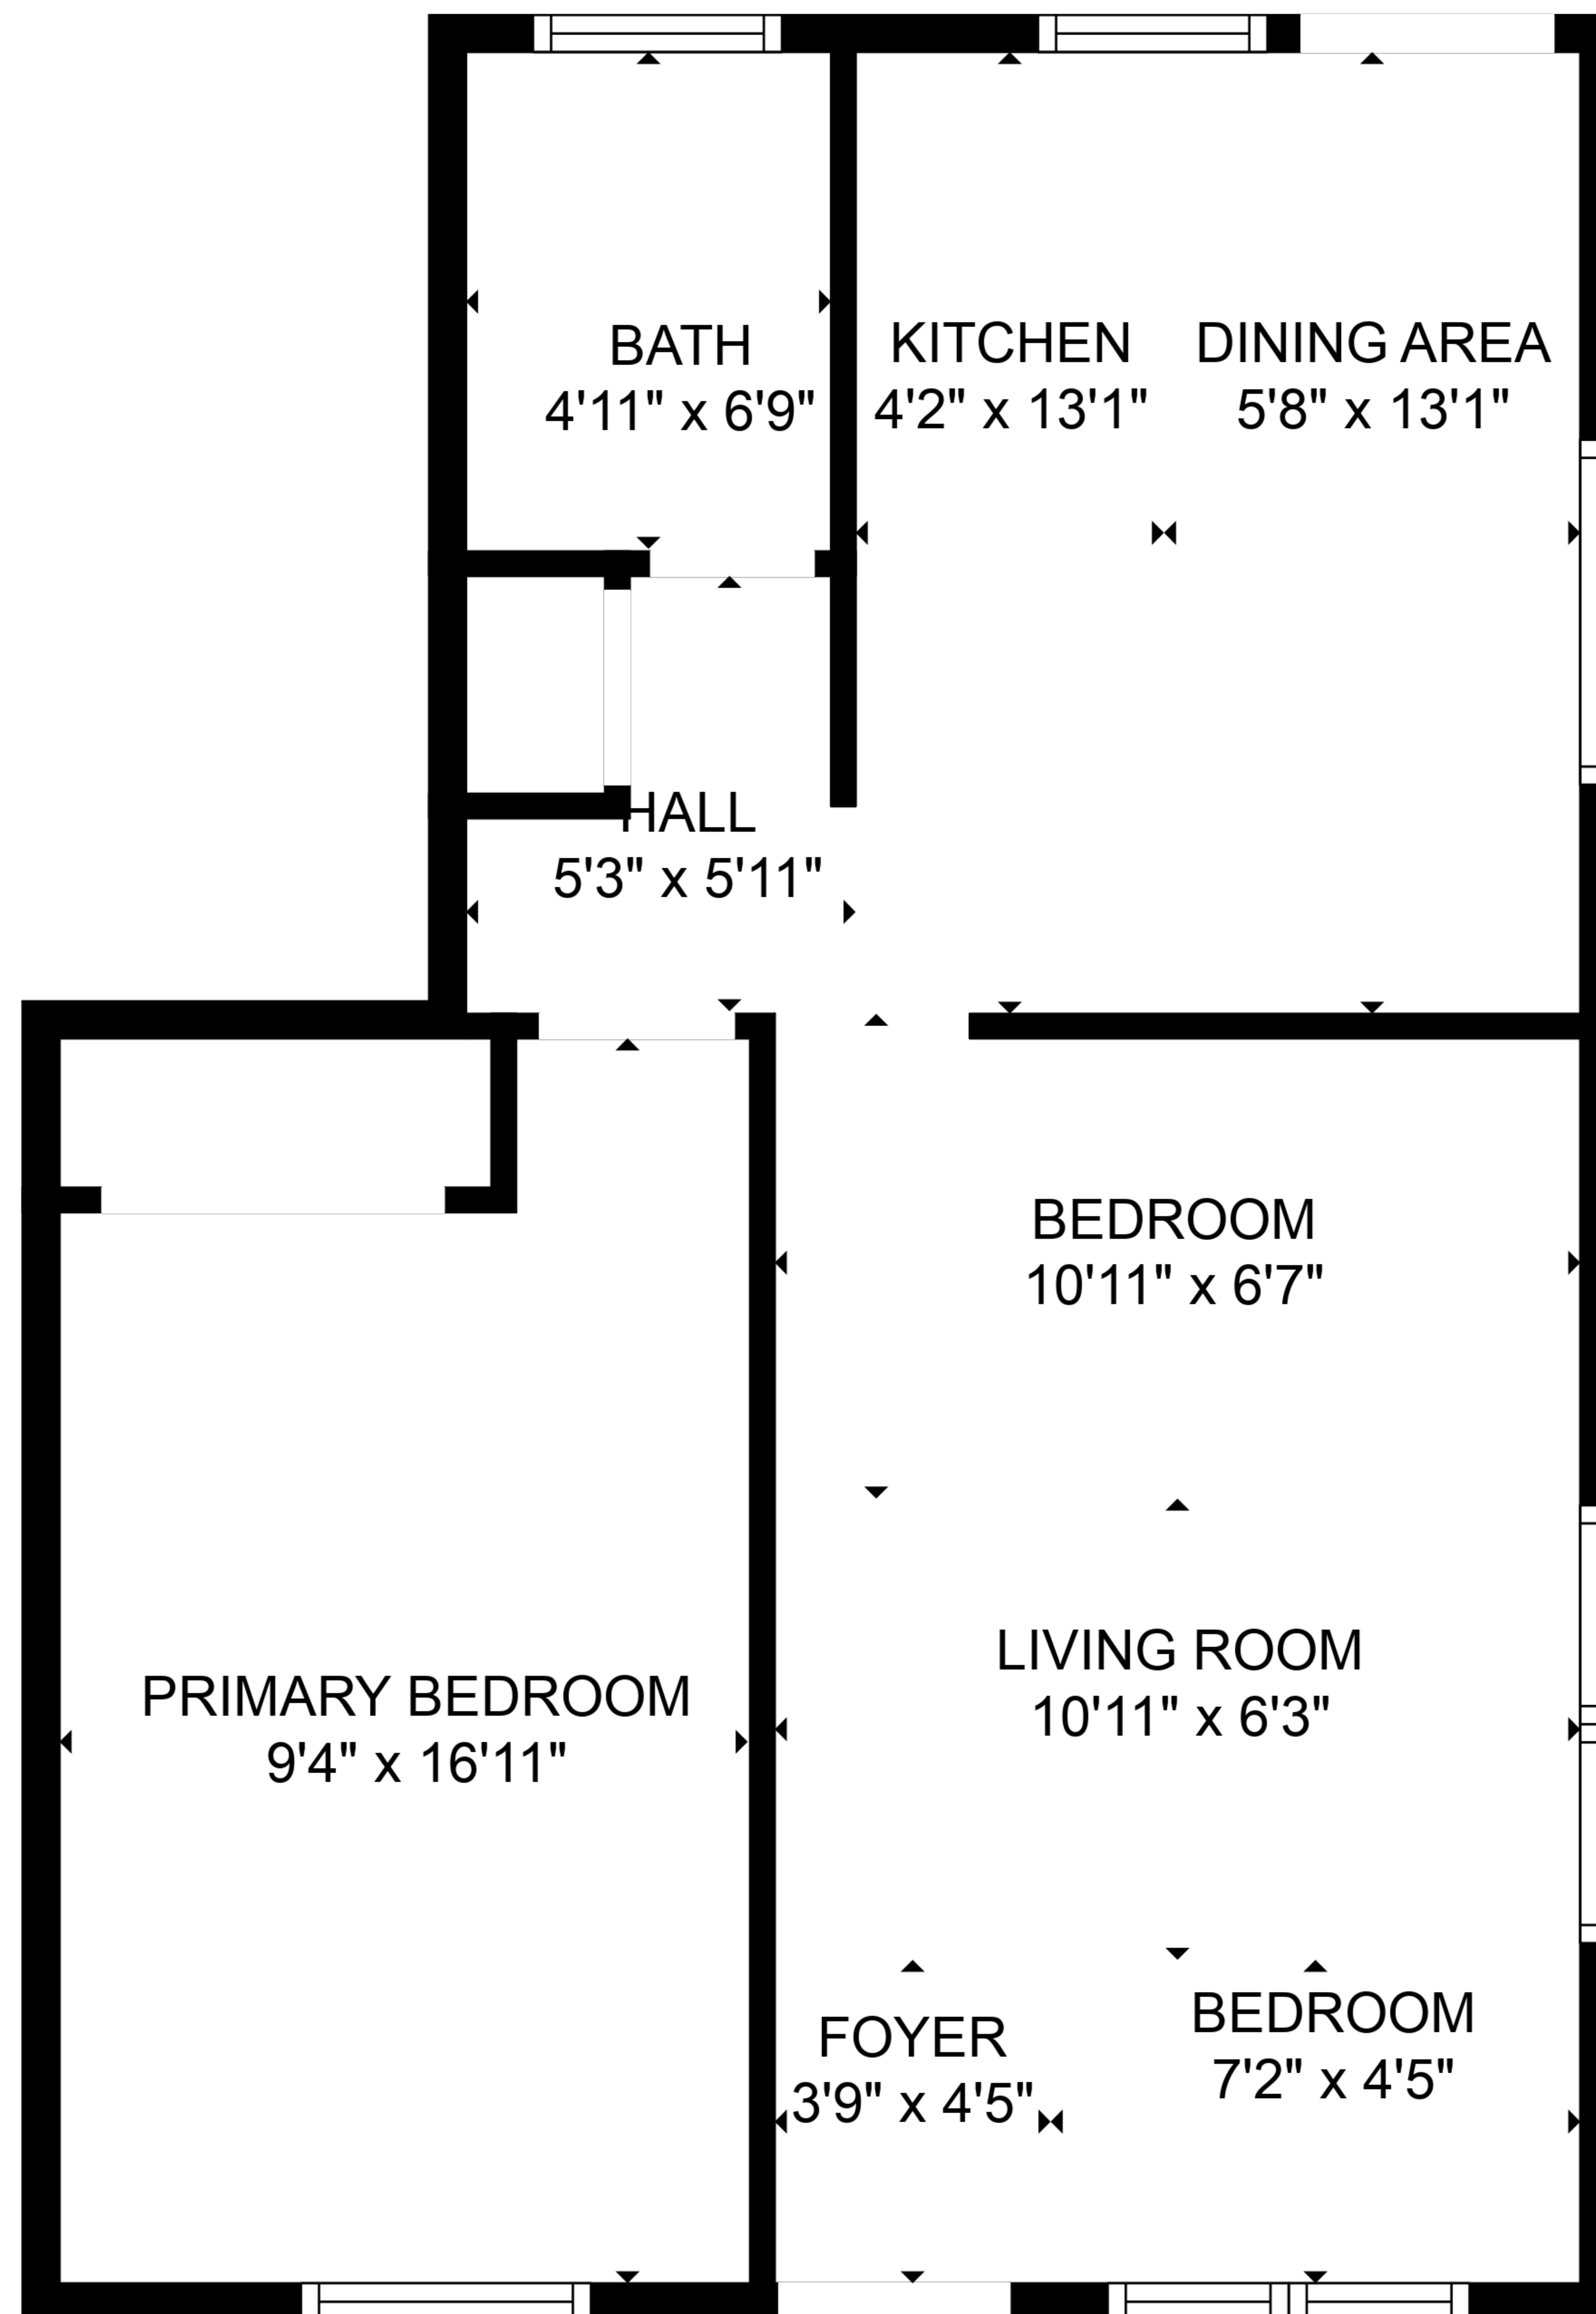 BATH
4'11" x 6'9"
KITCHEN
4'2" x 13'1"
DINING AREA
5'8" x 13'1"
HALL
5'3" x 5'11"
BEDROOM
10'11" x 6'7"
LIVING ROOM
10'11" x 6'3"
PRIMARY BEDROOM
9'4" x 16'11"
FOYER
3'9" x 4'5"
BEDROOM
7'2" x 4'5"